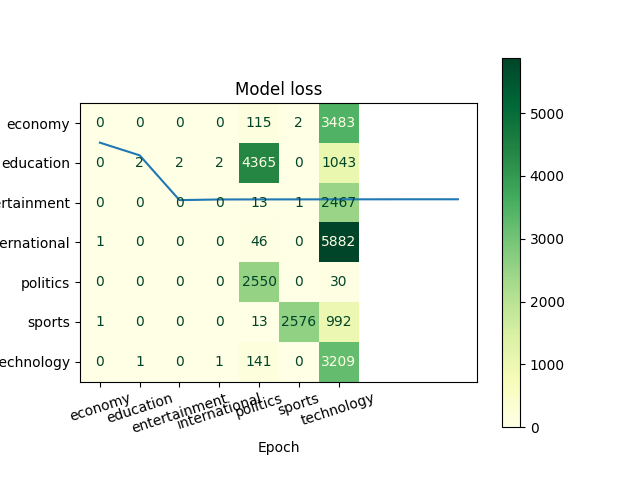 Model loss
economy 0 0 0 0 115 2 3483
education 0 2 2 2 4365 0 1043
rtainment 0 0 0 0 13 1 2467
ernational 1 0 0 0 46 0 5882
politics 0 0 0 0 2550 0 30
sports 1 0 0 0 13 2576 992
echnology 0 1 0 1 141 0 3209
economy education entertainment international politics sports technology
Epoch
5000
4000
3000
2000
1000
0